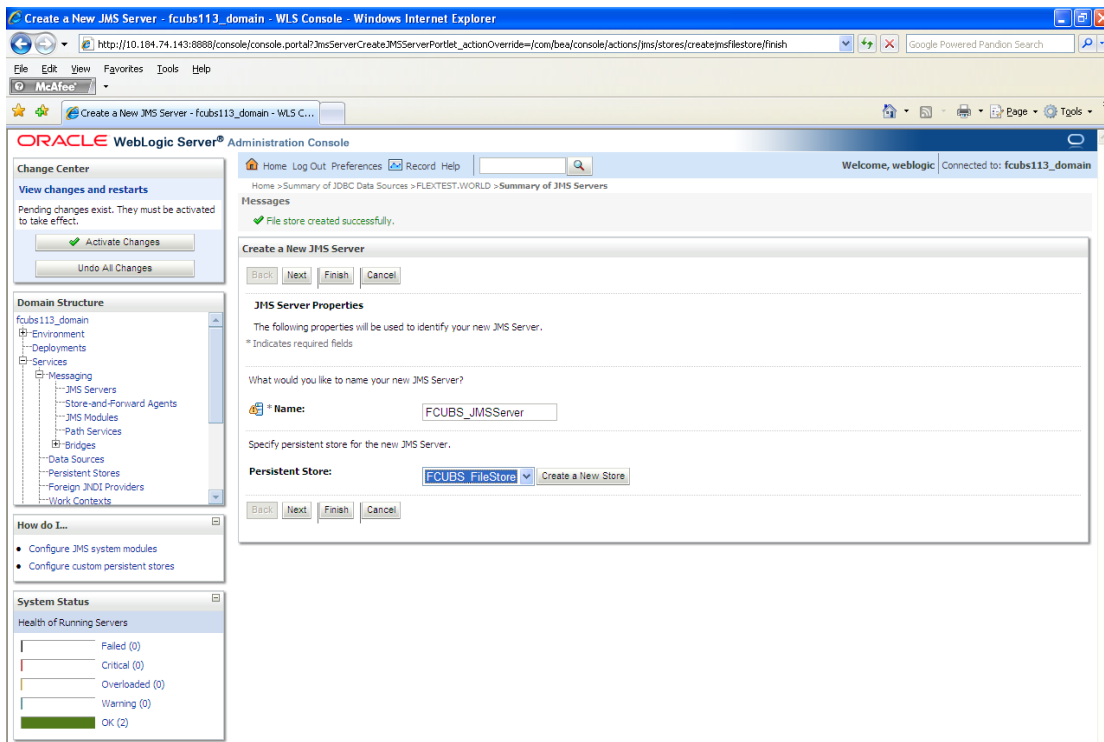 Create a New JMS Server - fcubs113_domain - WLS Console - Windows Internet Explorer
http://10.184.74.143:8888/console/console.portal?JmsServerCreateJMSServerPortlet_actionOverride=/com/bea/console/actions/jms/stores/createjmsfilestore/finish
Google Powered Pandion Search
File Edit View Favorites Tools Help
McAfee
Create a New JMS Server - fcubs113_domain - WLS C...
Page
Tools
ORACLE WebLogic Server® Administration Console
Change Center
View changes and restarts
Pending changes exist. They must be activated
to take effect.
Activate Changes
Undo All Changes
Domain Structure
fcubs113_domain
Environment
Deployments
Services
Messaging
JMS Servers
Store-and-Forward Agents
JMS Modules
Path Services
Bridges
Data Sources
Persistent Stores
Foreign JNDI Providers
Work Contexts
How do I...
Configure JMS system modules
Configure custom persistent stores
System Status
Health of Running Servers
Failed (0)
Critical (0)
Overloaded (0)
Warning (0)
OK (2)
Home Log Out Preferences Record Help
Welcome, weblogic Connected to: fcubs113_domain
Home >Summary of JDBC Data Sources >FLEXTEST.WORLD >Summary of JMS Servers
Messages
File store created successfully.
Create a New JMS Server
Back Next Finish Cancel
JMS Server Properties
The following properties will be used to identify your new JMS Server.
* Indicates required fields
What would you like to name your new JMS Server?
* Name: FCUBS_JMSServer
Specify persistent store for the new JMS Server.
Persistent Store: FCUBS_FileStore Create a New Store
Back Next Finish Cancel